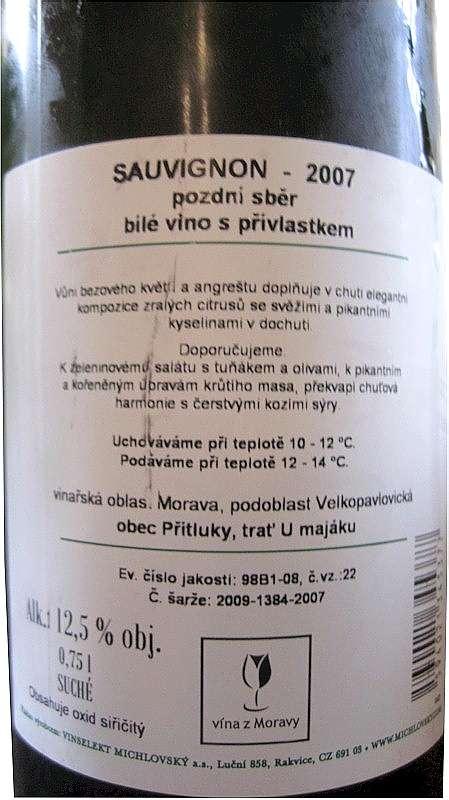 SAUVIGNON - 2007
pozdní sběr
bílé víno s přívlastkem
Vůni bezového květu a angreštu doplňuje v chuti elegantní
kompozice zralých citrusů se svěžími a pikantními
kyselinami v dochuti.
Doporučujeme:
K zeleninovému salátu s tuňákem a olivami, k pikantním
a kořeněným úpravám krůtího masa, překvapí chuťová
harmonie s čerstvými kozími sýry.
Uchováváme při teplotě 10 - 12 ºC.
Podáváme při teplotě 12 - 14 ºC.
vinařská oblast Morava, podoblast Velkopavlovická
obec Přítluky, trať U majáku
Ev. číslo jakosti: 98B1-08, č.vz.:22
Č. šarže: 2009-1384-2007
Alk.: 12,5 % obj.
0,75 l
SUCHÉ
Obsahuje oxid siřičitý
vína z Moravy
VINSELEKT MICHLOVSKÝ a.s., Luční 858, Rakvice, CZ 691 03 •